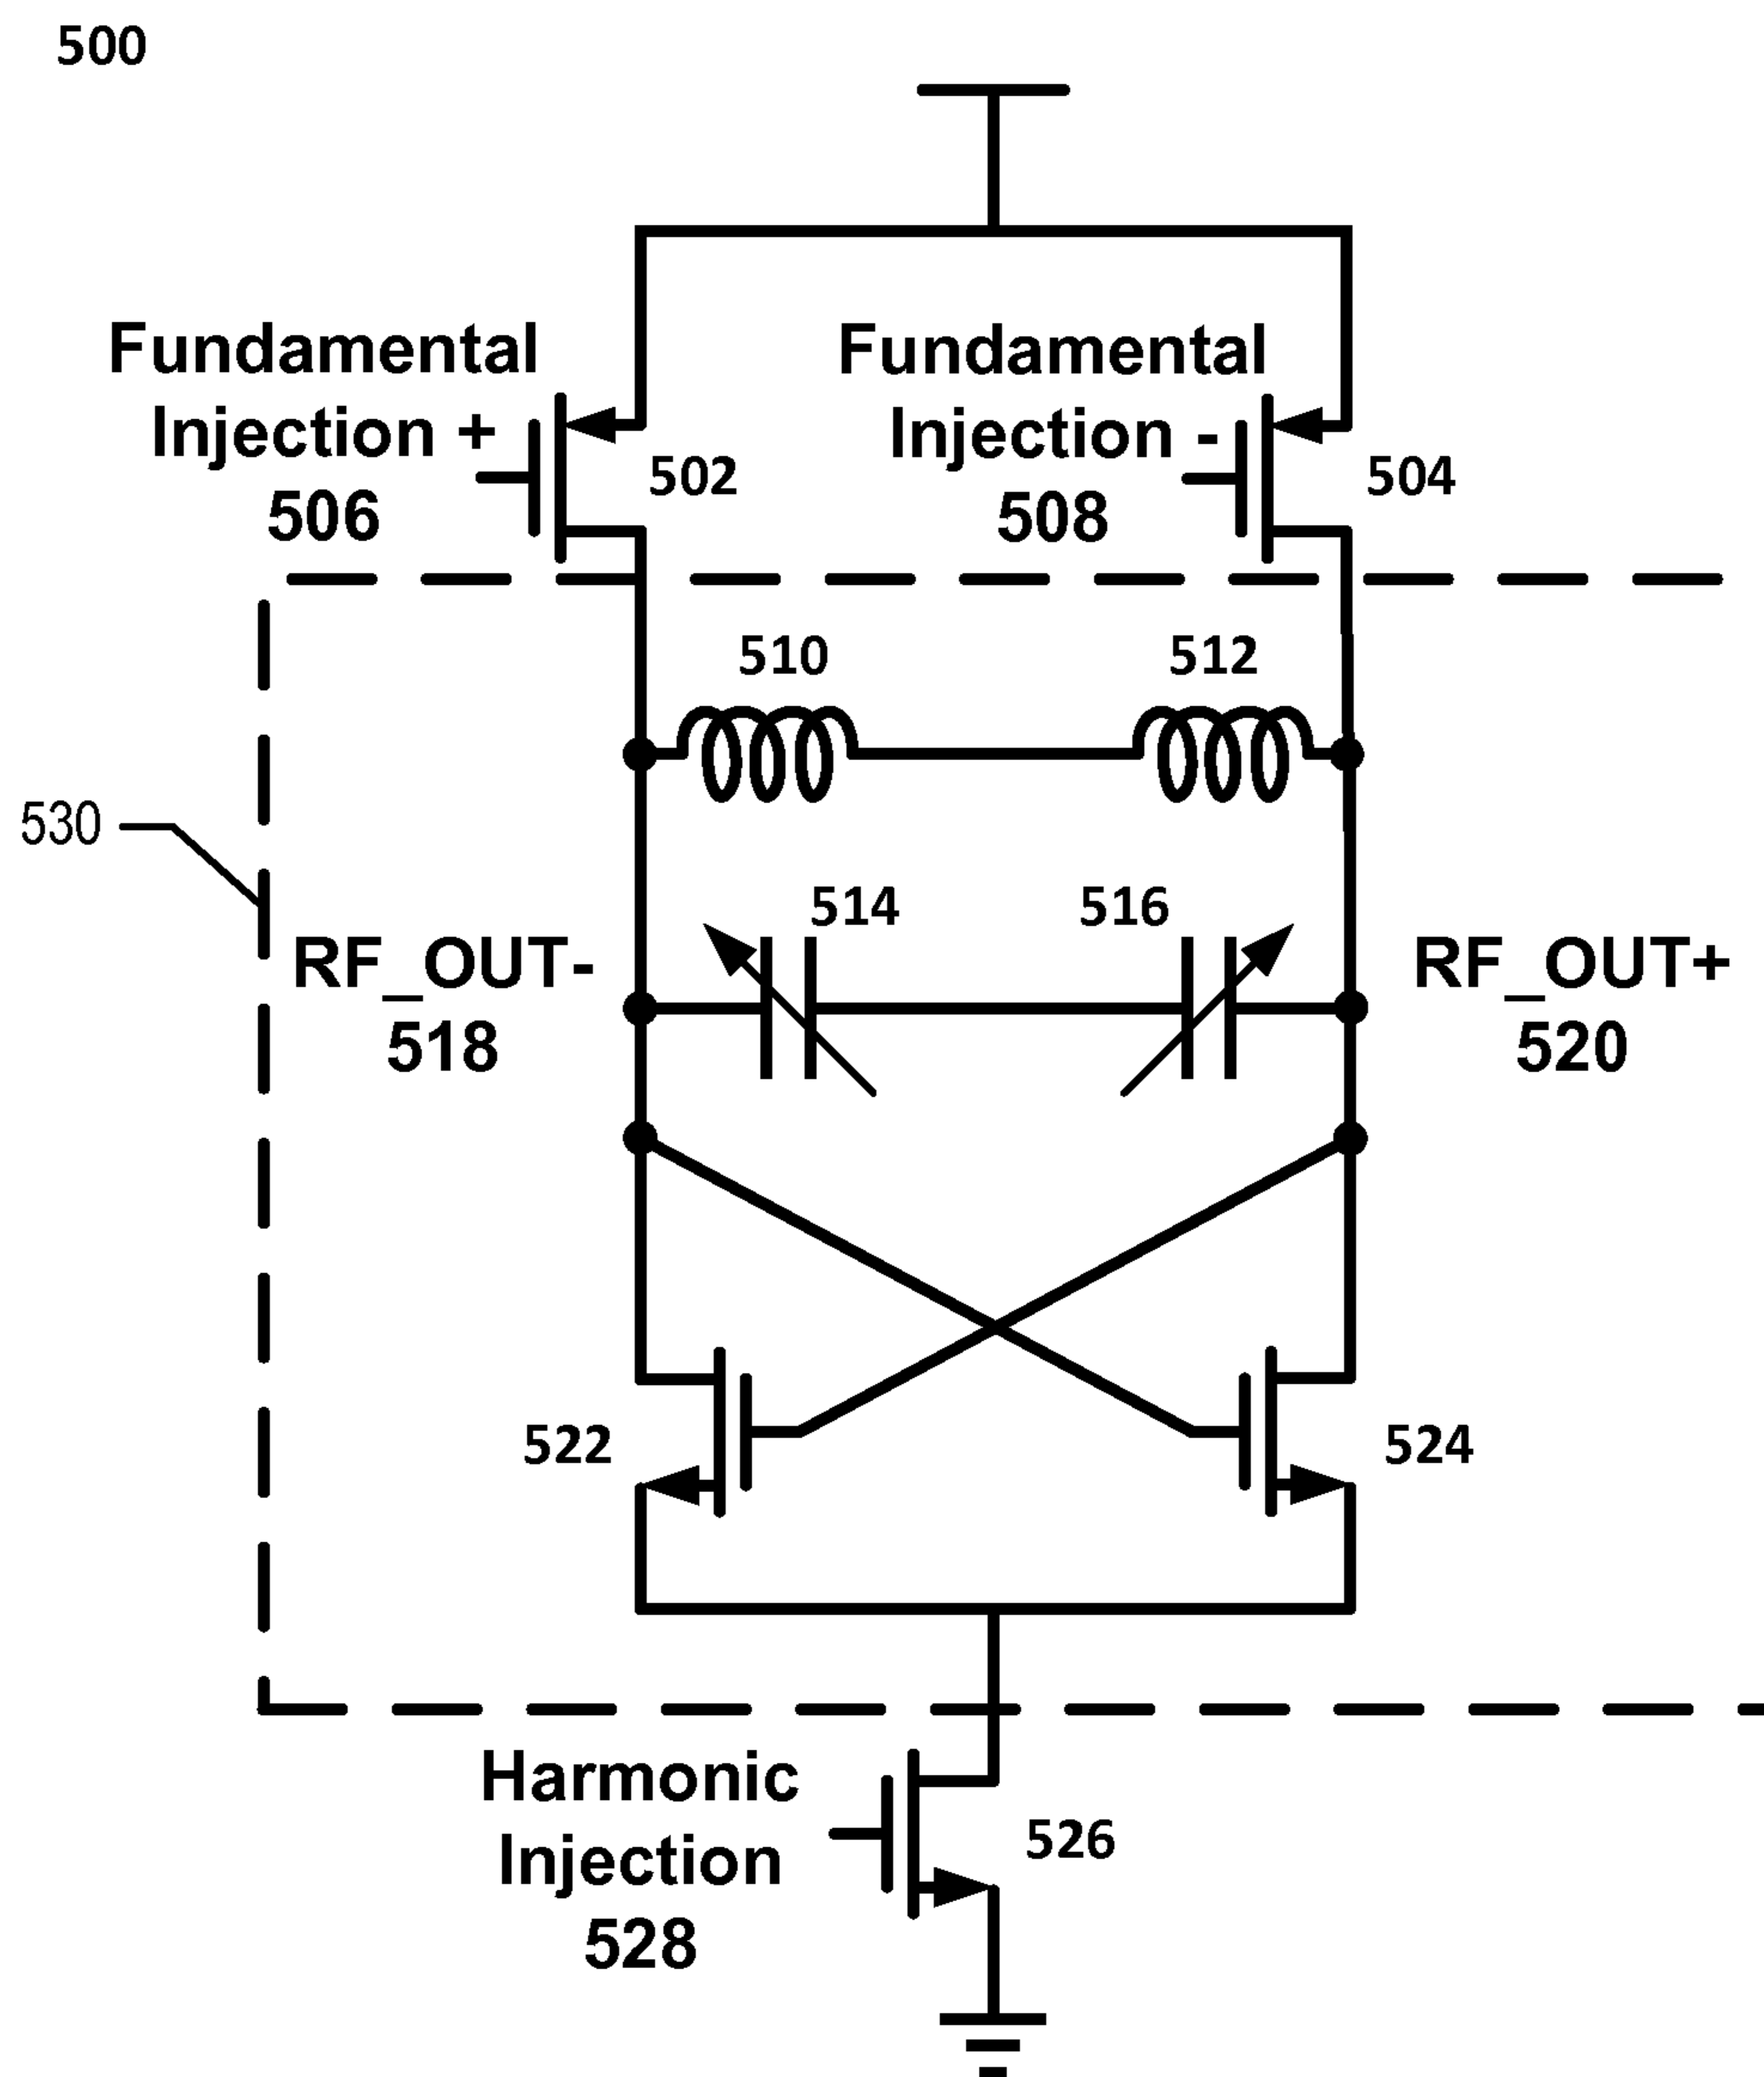 500
Fundamental
Injection +
506
502
Fundamental
Injection -
508
504
510
512
530
514
516
RF_OUT-
518
RF_OUT+
520
522
524
Harmonic
Injection
528
526